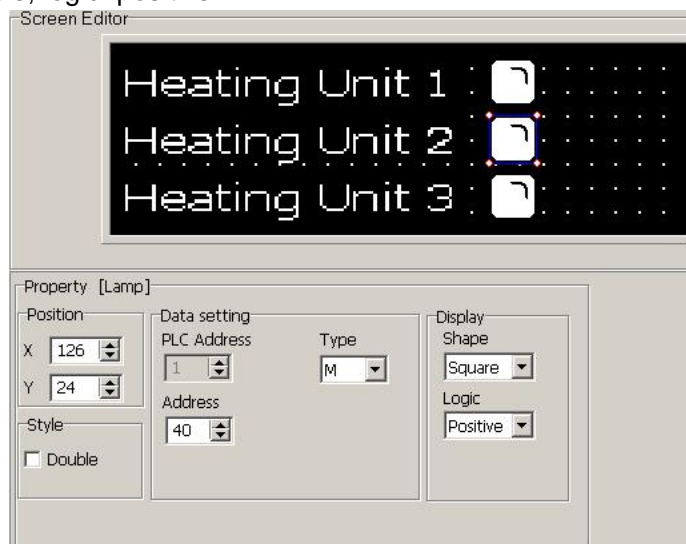 Screen Editor
Heating Unit 1
Heating Unit 2
Heating Unit 3
Property [Lamp]
Position
X 126
Y 24
Style
Double
Data setting
PLC Address
1
Type
M
Address
40
Display
Shape
Square
Logic
Positive